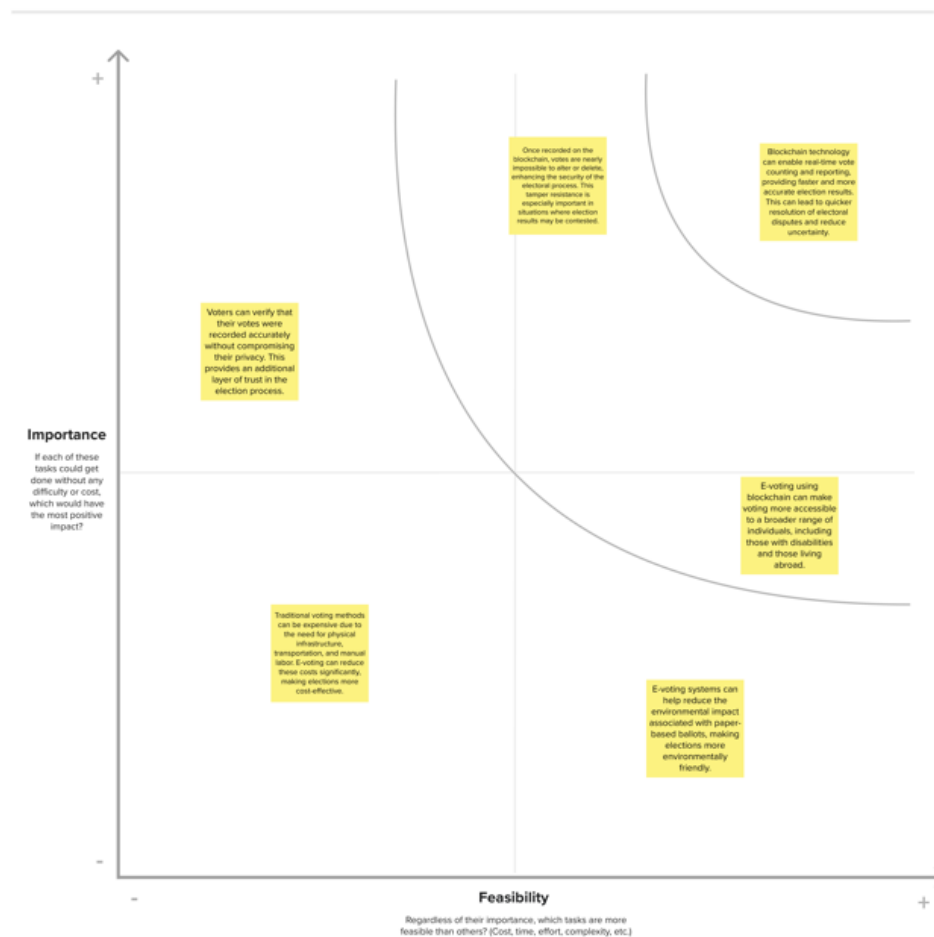 +
Once recorded on the
blockchain, votes are nearly
impossible to alter or delete,
enhancing the security of the
electoral process. This
tamper resistance is
especially important in
situations where election
results may be contested.
Blockchain technology
can enable real-time vote
counting and reporting,
providing faster and more
accurate election results.
This can lead to quicker
resolution of electoral
disputes and reduce
uncertainty.
Voters can verify that
their votes were
recorded accurately
without compromising
their privacy. This
provides an additional
layer of trust in the
election process.
Importance
If each of these
tasks could get
done without any
difficulty or cost,
which would have
the most positive
impact?
E-voting using
blockchain can make
voting more accessible
to a broader range of
individuals, including
those with disabilities
and those living
abroad.
Traditional voting methods
can be expensive due to
the need for physical
infrastructure,
transportation, and manual
labor. E-voting can reduce
these costs significantly,
making elections more
cost-effective.
E-voting systems can
help reduce the
environmental impact
associated with paper-
based ballots, making
elections more
environmentally
friendly.
-
-
Feasibility
+
Regardless of their importance, which tasks are more
feasible than others? (Cost, time, effort, complexity, etc.)